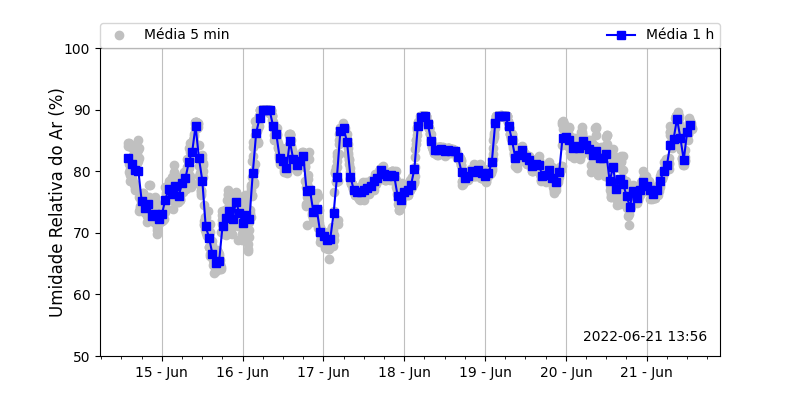 Média 5 min
Média 1 h
Umidade Relativa do Ar (%)
100
90
80
70
60
50
2022-06-21 13:56
15 - Jun
16 - Jun
17 - Jun
18 - Jun
19 - Jun
20 - Jun
21 - Jun